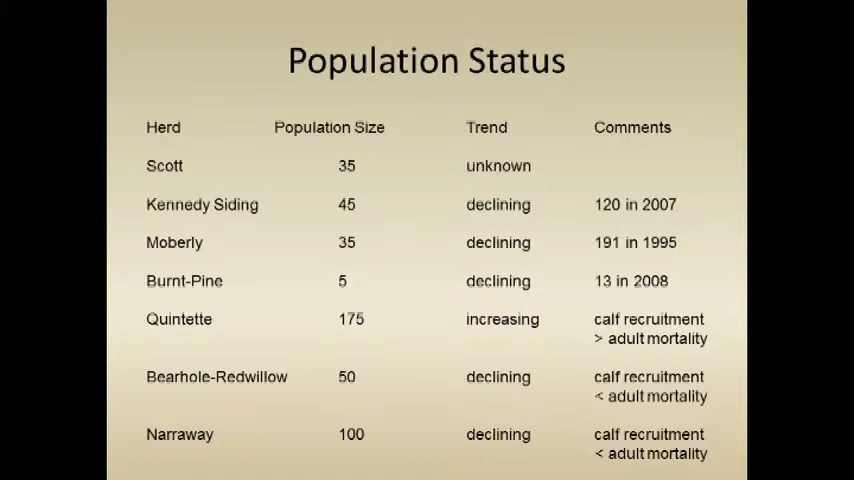 Population Status
Herd Population Size Trend Comments
Scott 35 unknown
Kennedy Siding 45 declining 120 in 2007
Moberly 35 declining 191 in 1995
Burnt-Pine 5 declining 13 in 2008
Quintette 175 increasing calf recruitment
> adult mortality
Bearhole-Redwillow 50 declining calf recruitment
< adult mortality
Narraway 100 declining calf recruitment
< adult mortality